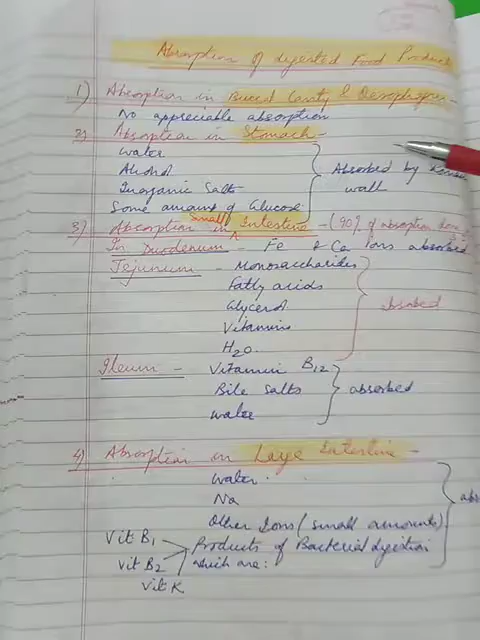 Absorption of digested Food Product
1) Absorption in Buccal Cavity & Oesophagus -
No appreciable absorption
2) Absorption in Stomach -
Water
Alcohol
Inorganic Salts
Some amount of Glucose
Absorbed by
wall
3) Absorption in small Intestine - (90% of absorption done
In Duodenum - Fe & Ca Ions absorbed
Jejunum - Monosaccharides
Fatty acids
Glycerol
Vitamins
H2O.
absorbed
Ileum - Vitamin B12
Bile Salts
Water
absorbed
4) Absorption in Large Intestine -
Water.
Na
Other Ions (small amounts)
Products of Bacterial digestion
which are:
Vit B1
Vit B2
Vit K
abs